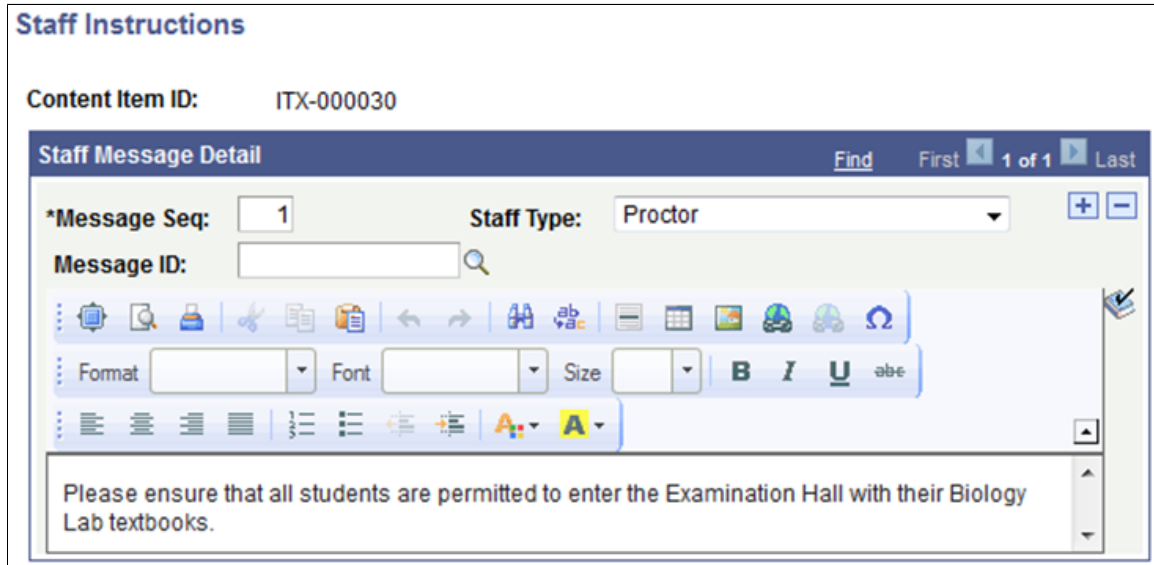 Staff Instructions
Content Item ID: ITX-000030
Staff Message Detail Find First 1 of 1 Last
*Message Seq: 1 Staff Type: Proctor
Message ID:
Format Font Size B I U abc
A A
Please ensure that all students are permitted to enter the Examination Hall with their Biology
Lab textbooks.